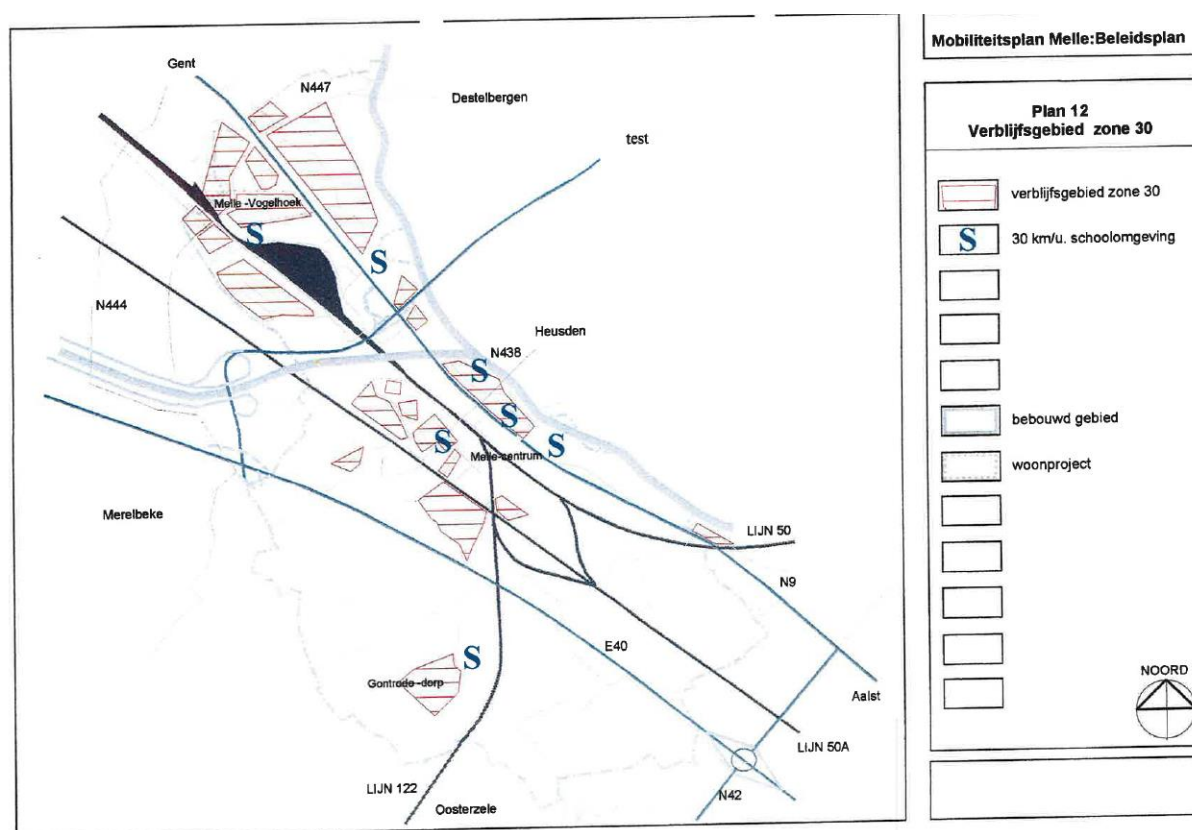 Mobiliteitsplan Melle:Beleidsplan
Plan 12
Verblijfsgebied zone 30
verblijfsgebied zone 30
S 30 km/u. schoolomgeving
bebouwd gebied
woonproject
NOORD
Gent
N447
Destelbergen
test
Melle -Vogelhoek
S
S
N444
Heusden
N438
S
S
S
S
Melle-centrum
Merelbeke
LIJN 50
N9
E40
S
Gontrode -dorp
Aalst
LIJN 50A
LIJN 122
N42
Oosterzele